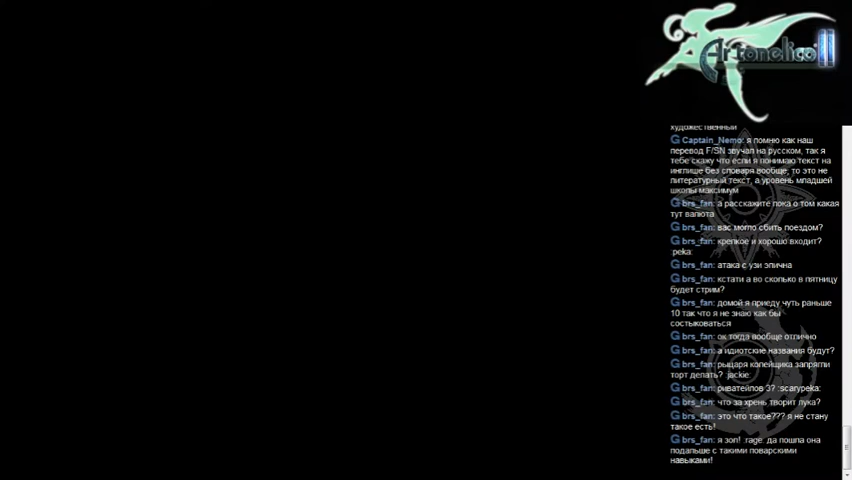 Ar tonelico II
художественный
G Captain_Nemo: я помню как наш
перевод F/SN звучал на русском, так я
тебе скажу что если я понимаю текст на
инглише без словаря вообще, то это не
литературный текст, а уровень младшей
школы максимум
G brs_fan: а расскажите пока о том какая
тут валюта
G brs_fan: вас могло сбить поездом?
G brs_fan: крепкое и хорошо входит?
:peka:
G brs_fan: атака с узи эпична
G brs_fan: кстати а во сколько в пятницу
будет стрим?
G brs_fan: домой я приеду чуть раньше
10 так что я не знаю как бы
состыковаться
G brs_fan: ок тогда вообще отлично
G brs_fan: а идиотские названия будут?
G brs_fan: рыцаря копейщика запрягли
торт делать? :jackie:
G brs_fan: риватейлов 3? :scarypeka:
G brs_fan: что за хрень творит лука?
G brs_fan: это что такое??? я не стану
такое есть!
G brs_fan: я зол! :rage: да пошла она
подальше с такими поварскими
навыками!